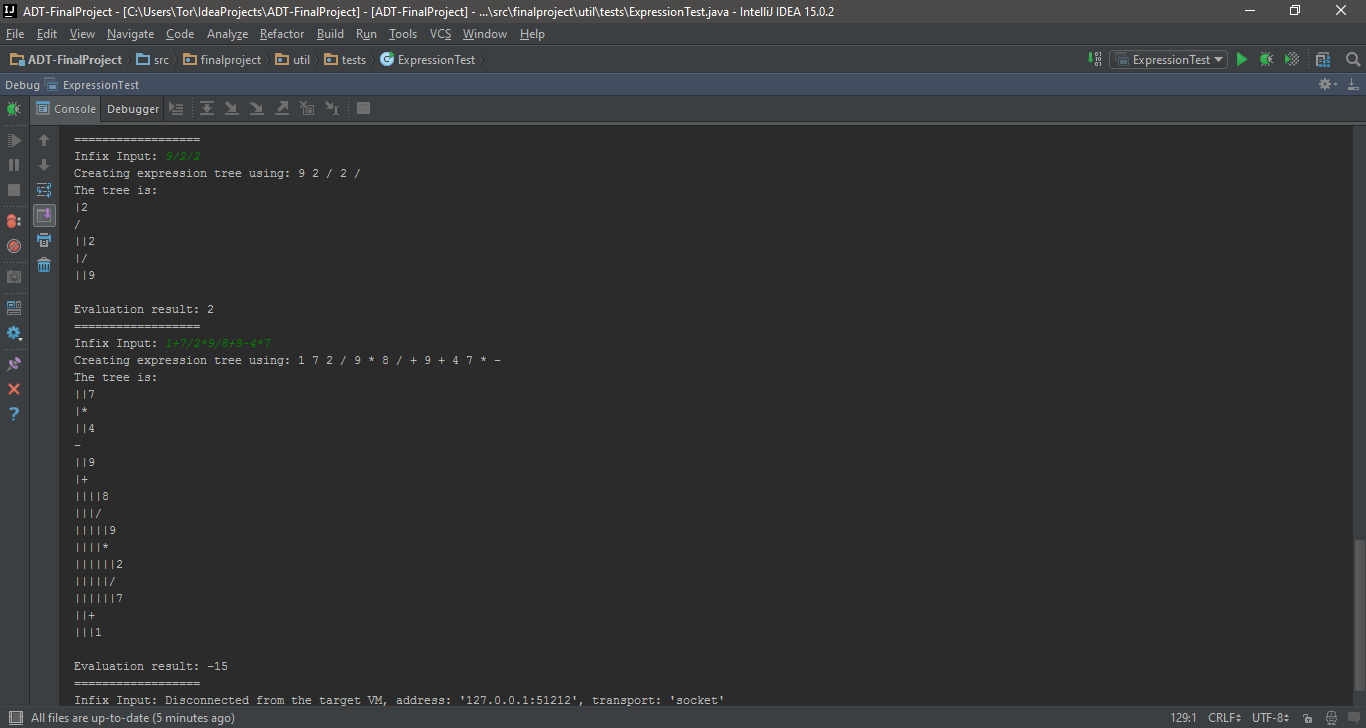 ADT-FinalProject - [C:\Users\Tor\IdeaProjects\ADT-FinalProject] - [ADT-FinalProject] - ...\src\finalproject\util\tests\ExpressionTest.java - IntelliJ IDEA 15.0.2
File Edit View Navigate Code Analyze Refactor Build Run Tools VCS Window Help
ADT-FinalProject src finalproject util tests ExpressionTest ExpressionTest
Debug ExpressionTest
Console Debugger
==================
Infix Input: 9/2/2
Creating expression tree using: 9 2 / 2 /
The tree is:
|2
/
||2
|/
||9
Evaluation result: 2
==================
Infix Input: 1+7/2*9/8+9-4*7
Creating expression tree using: 1 7 2 / 9 * 8 / + 9 + 4 7 * -
The tree is:
||7
|*
||4
-
||9
|+
||||8
|||/
|||||9
||||*
||||||2
|||||/
||||||7
||+
|||1
Evaluation result: -15
==================
Infix Input: Disconnected from the target VM, address: '127.0.0.1:51212', transport: 'socket'
All files are up-to-date (5 minutes ago) 129:1 CRLF UTF-8